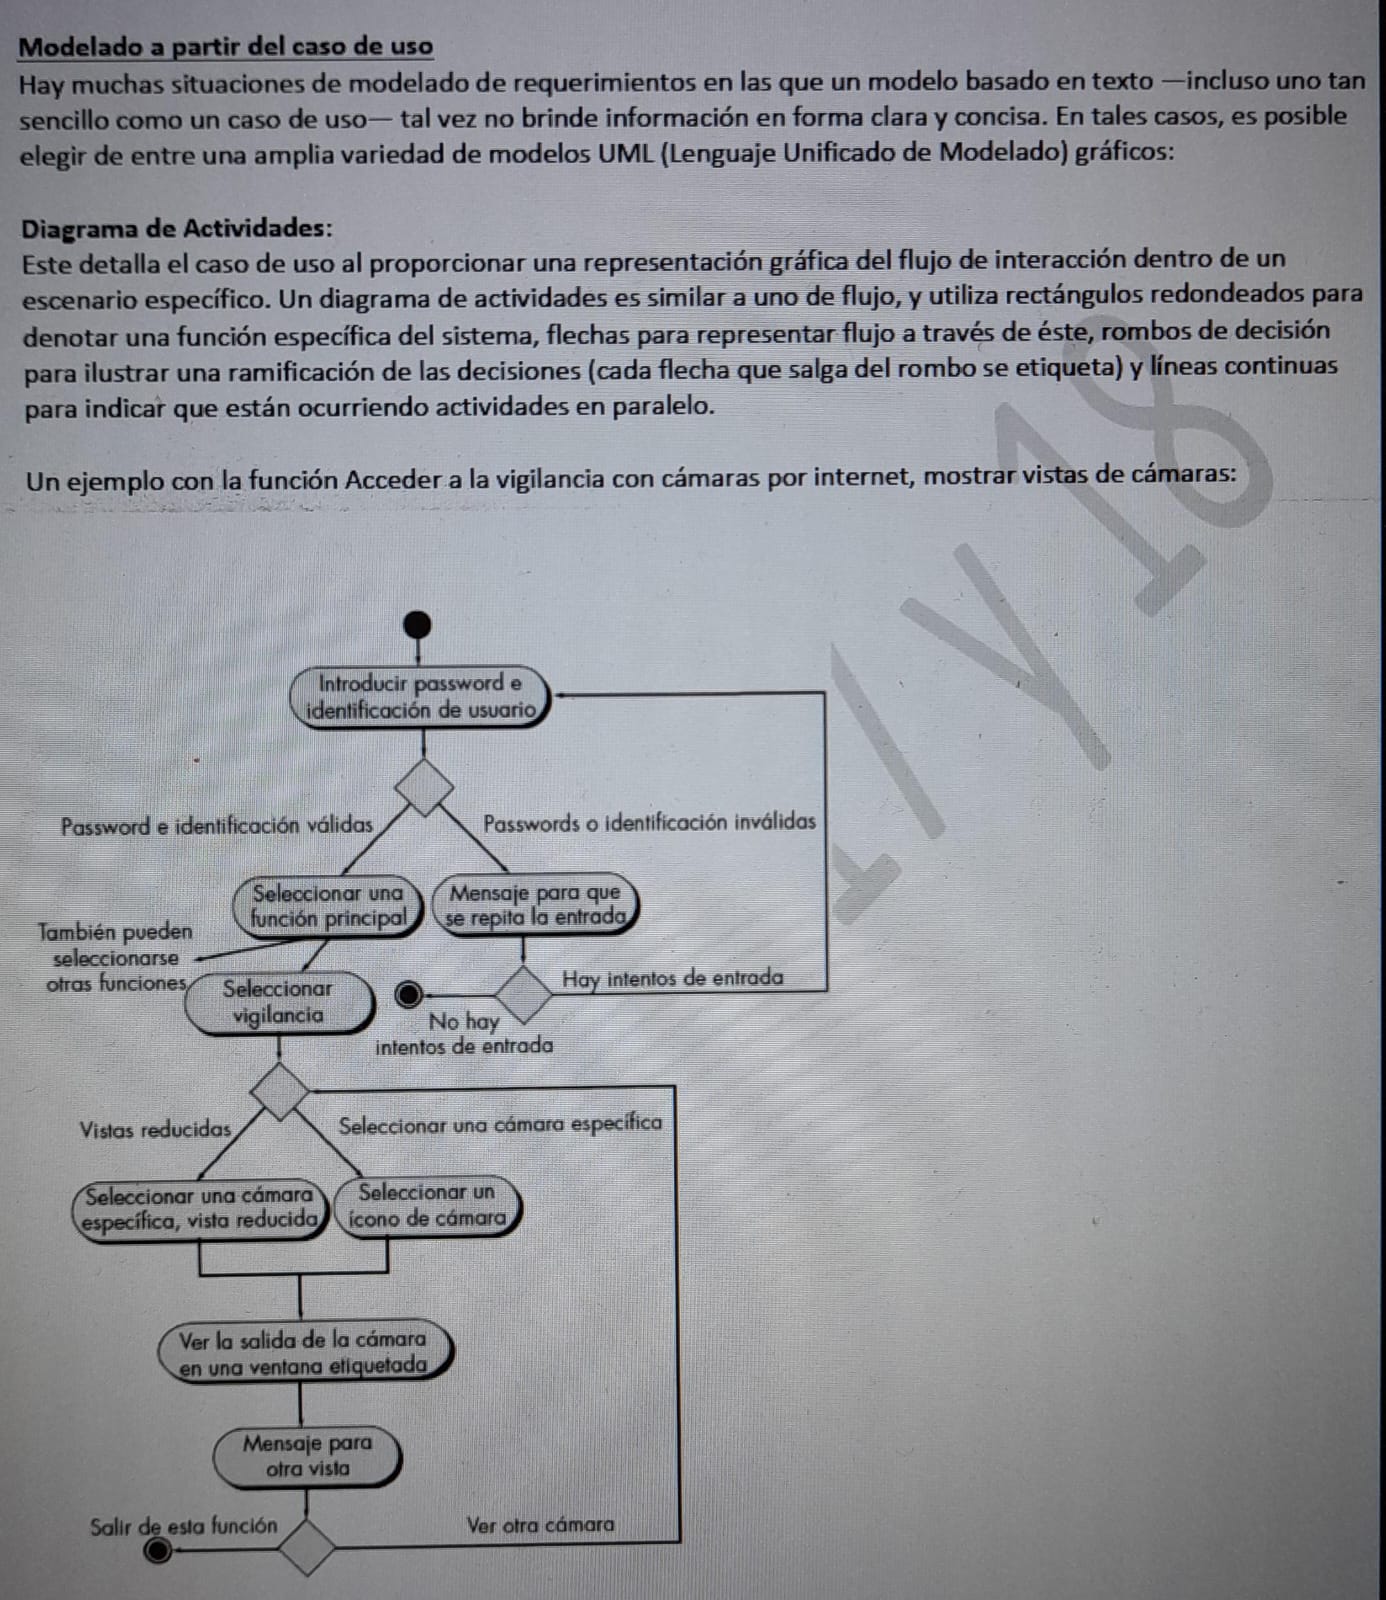 Modelado a partir del caso de uso
Hay muchas situaciones de modelado de requerimientos en las que un modelo basado en texto —incluso uno tan
sencillo como un caso de uso— tal vez no brinde información en forma clara y concisa. En tales casos, es posible
elegir de entre una amplia variedad de modelos UML (Lenguaje Unificado de Modelado) gráficos:
Diagrama de Actividades:
Este detalla el caso de uso al proporcionar una representación gráfica del flujo de interacción dentro de un
escenario específico. Un diagrama de actividades es similar a uno de flujo, y utiliza rectángulos redondeados para
denotar una función específica del sistema, flechas para representar flujo a través de éste, rombos de decisión
para ilustrar una ramificación de las decisiones (cada flecha que salga del rombo se etiqueta) y líneas continuas
para indicar que están ocurriendo actividades en paralelo.
Un ejemplo con la función Acceder a la vigilancia con cámaras por internet, mostrar vistas de cámaras:
Introducir password e
identificación de usuario
Password e identificación válidas
Passwords o identificación inválidas
Seleccionar una
función principal
Mensaje para que
se repita la entrada
También pueden
seleccionarse
otras funciones
Seleccionar
vigilancia
Hay intentos de entrada
No hay
intentos de entrada
Vistas reducidas
Seleccionar una cámara específica
Seleccionar una cámara
específica, vista reducida
Seleccionar un
ícono de cámara
Ver la salida de la cámara
en una ventana etiquetada
Mensaje para
otra vista
Salir de esta función
Ver otra cámara
Y 18